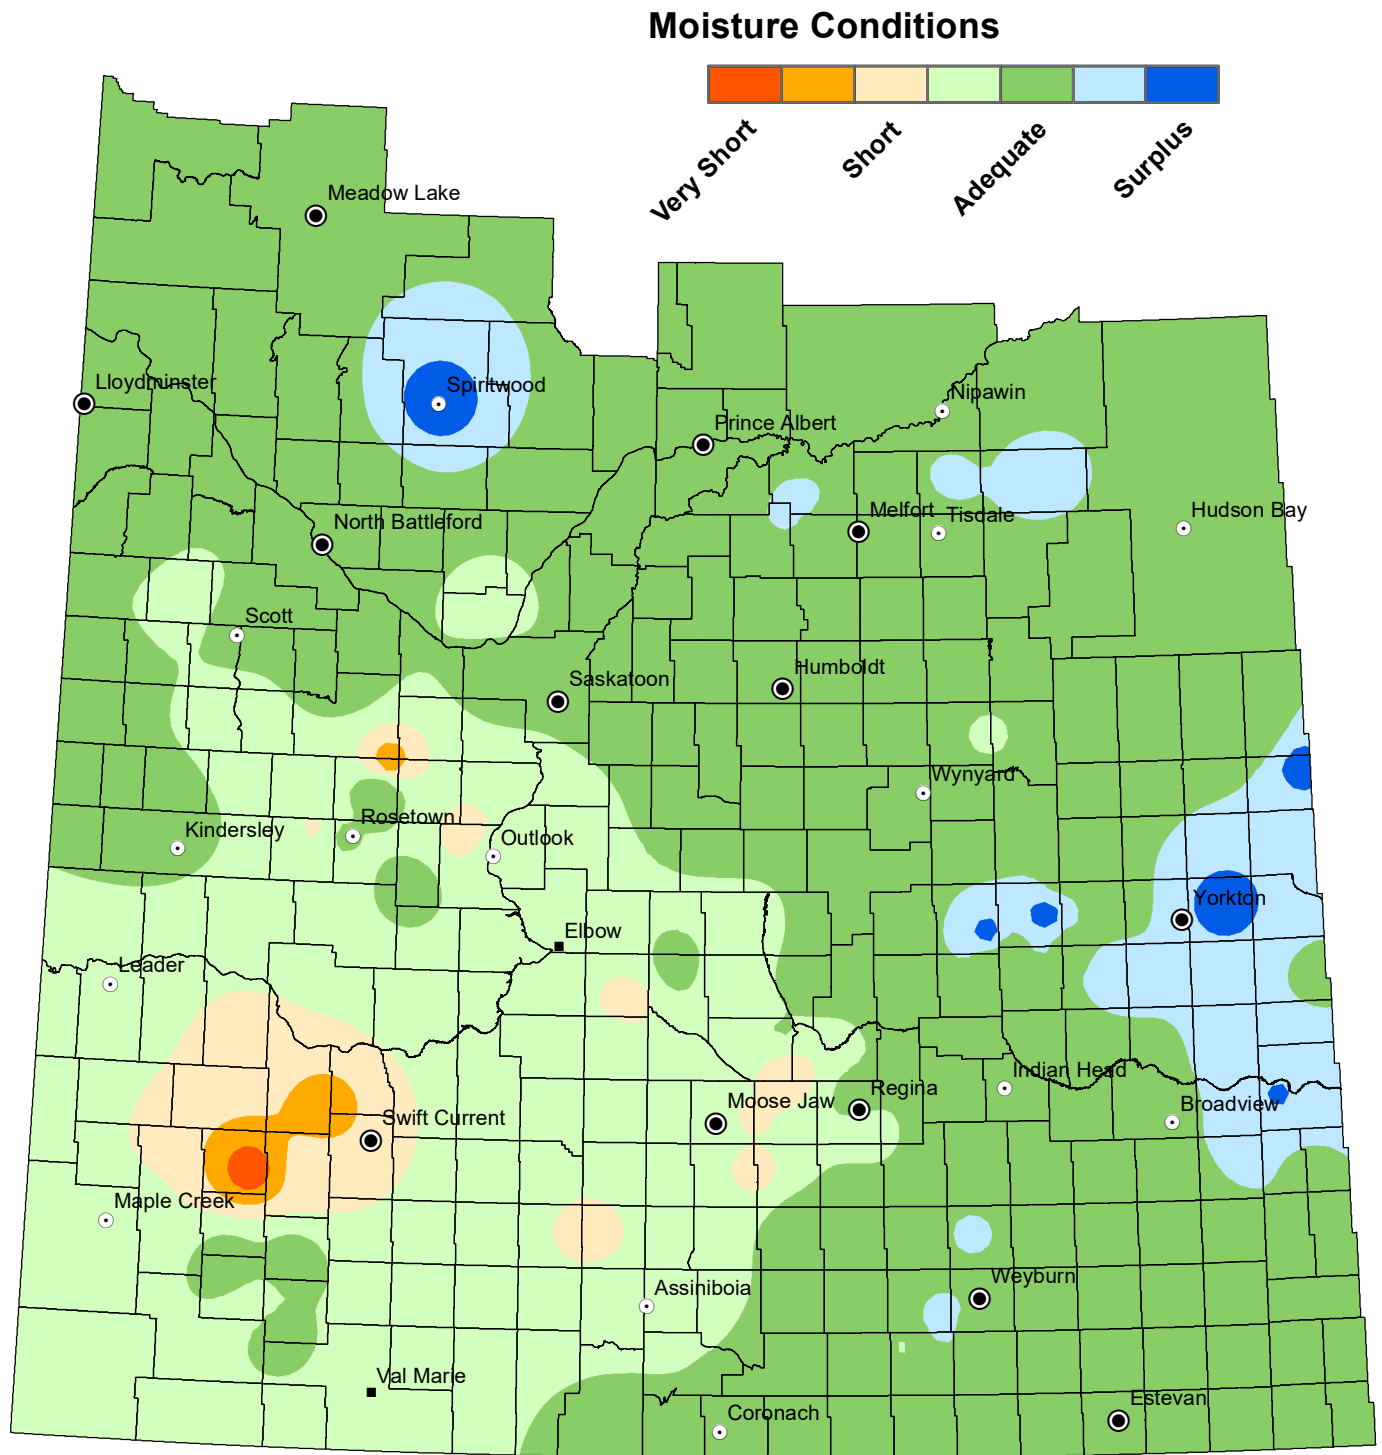 Moisture Conditions
Very Short
Short
Adequate
Surplus
Meadow Lake
Lloydminster
Spiritwood
Nipawin
Prince Albert
Melfort
Tisdale
Hudson Bay
North Battleford
Scott
Saskatoon
Humboldt
Wynyard
Kindersley
Rosetown
Outlook
Yorkton
Elbow
Leader
Indian Head
Regina
Moose Jaw
Broadview
Swift Current
Maple Creek
Weyburn
Assiniboia
Val Marie
Coronach
Estevan